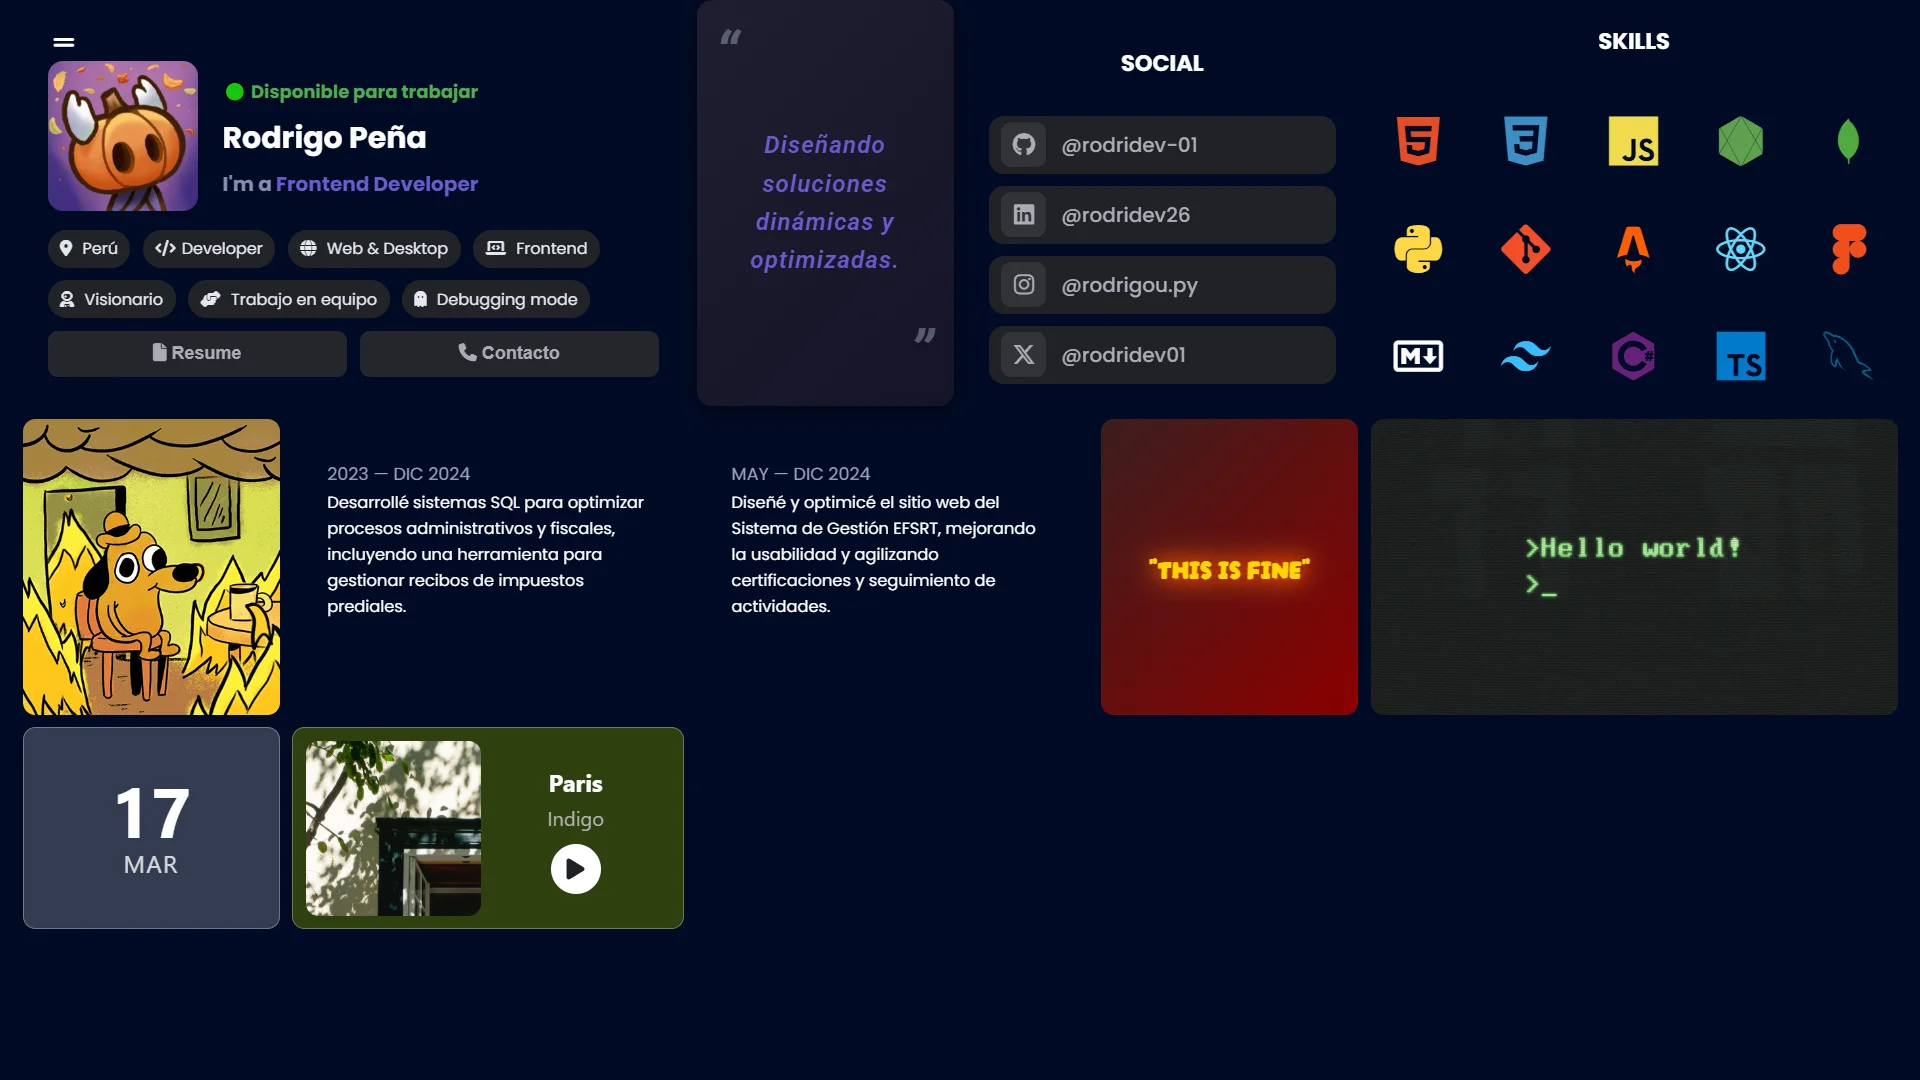 Disponible para trabajar
Rodrigo Peña
I'm a Frontend Developer
Perú
Developer
Web & Desktop
Frontend
Visionario
Trabajo en equipo
Debugging mode
Resume
Contacto
“
Diseñando
soluciones
dinámicas y
optimizadas.
”
SOCIAL
@rodridev-01
@rodridev26
@rodrigou.py
@rodridev01
SKILLS
5
3
JS
M
C#
TS
2023 — DIC 2024
Desarrollé sistemas SQL para optimizar
procesos administrativos y fiscales,
incluyendo una herramienta para
gestionar recibos de impuestos
prediales.
MAY — DIC 2024
Diseñé y optimicé el sitio web del
Sistema de Gestión EFSRT, mejorando
la usabilidad y agilizando
certificaciones y seguimiento de
actividades.
"THIS IS FINE"
>Hello world!
>_
17
MAR
Paris
Indigo